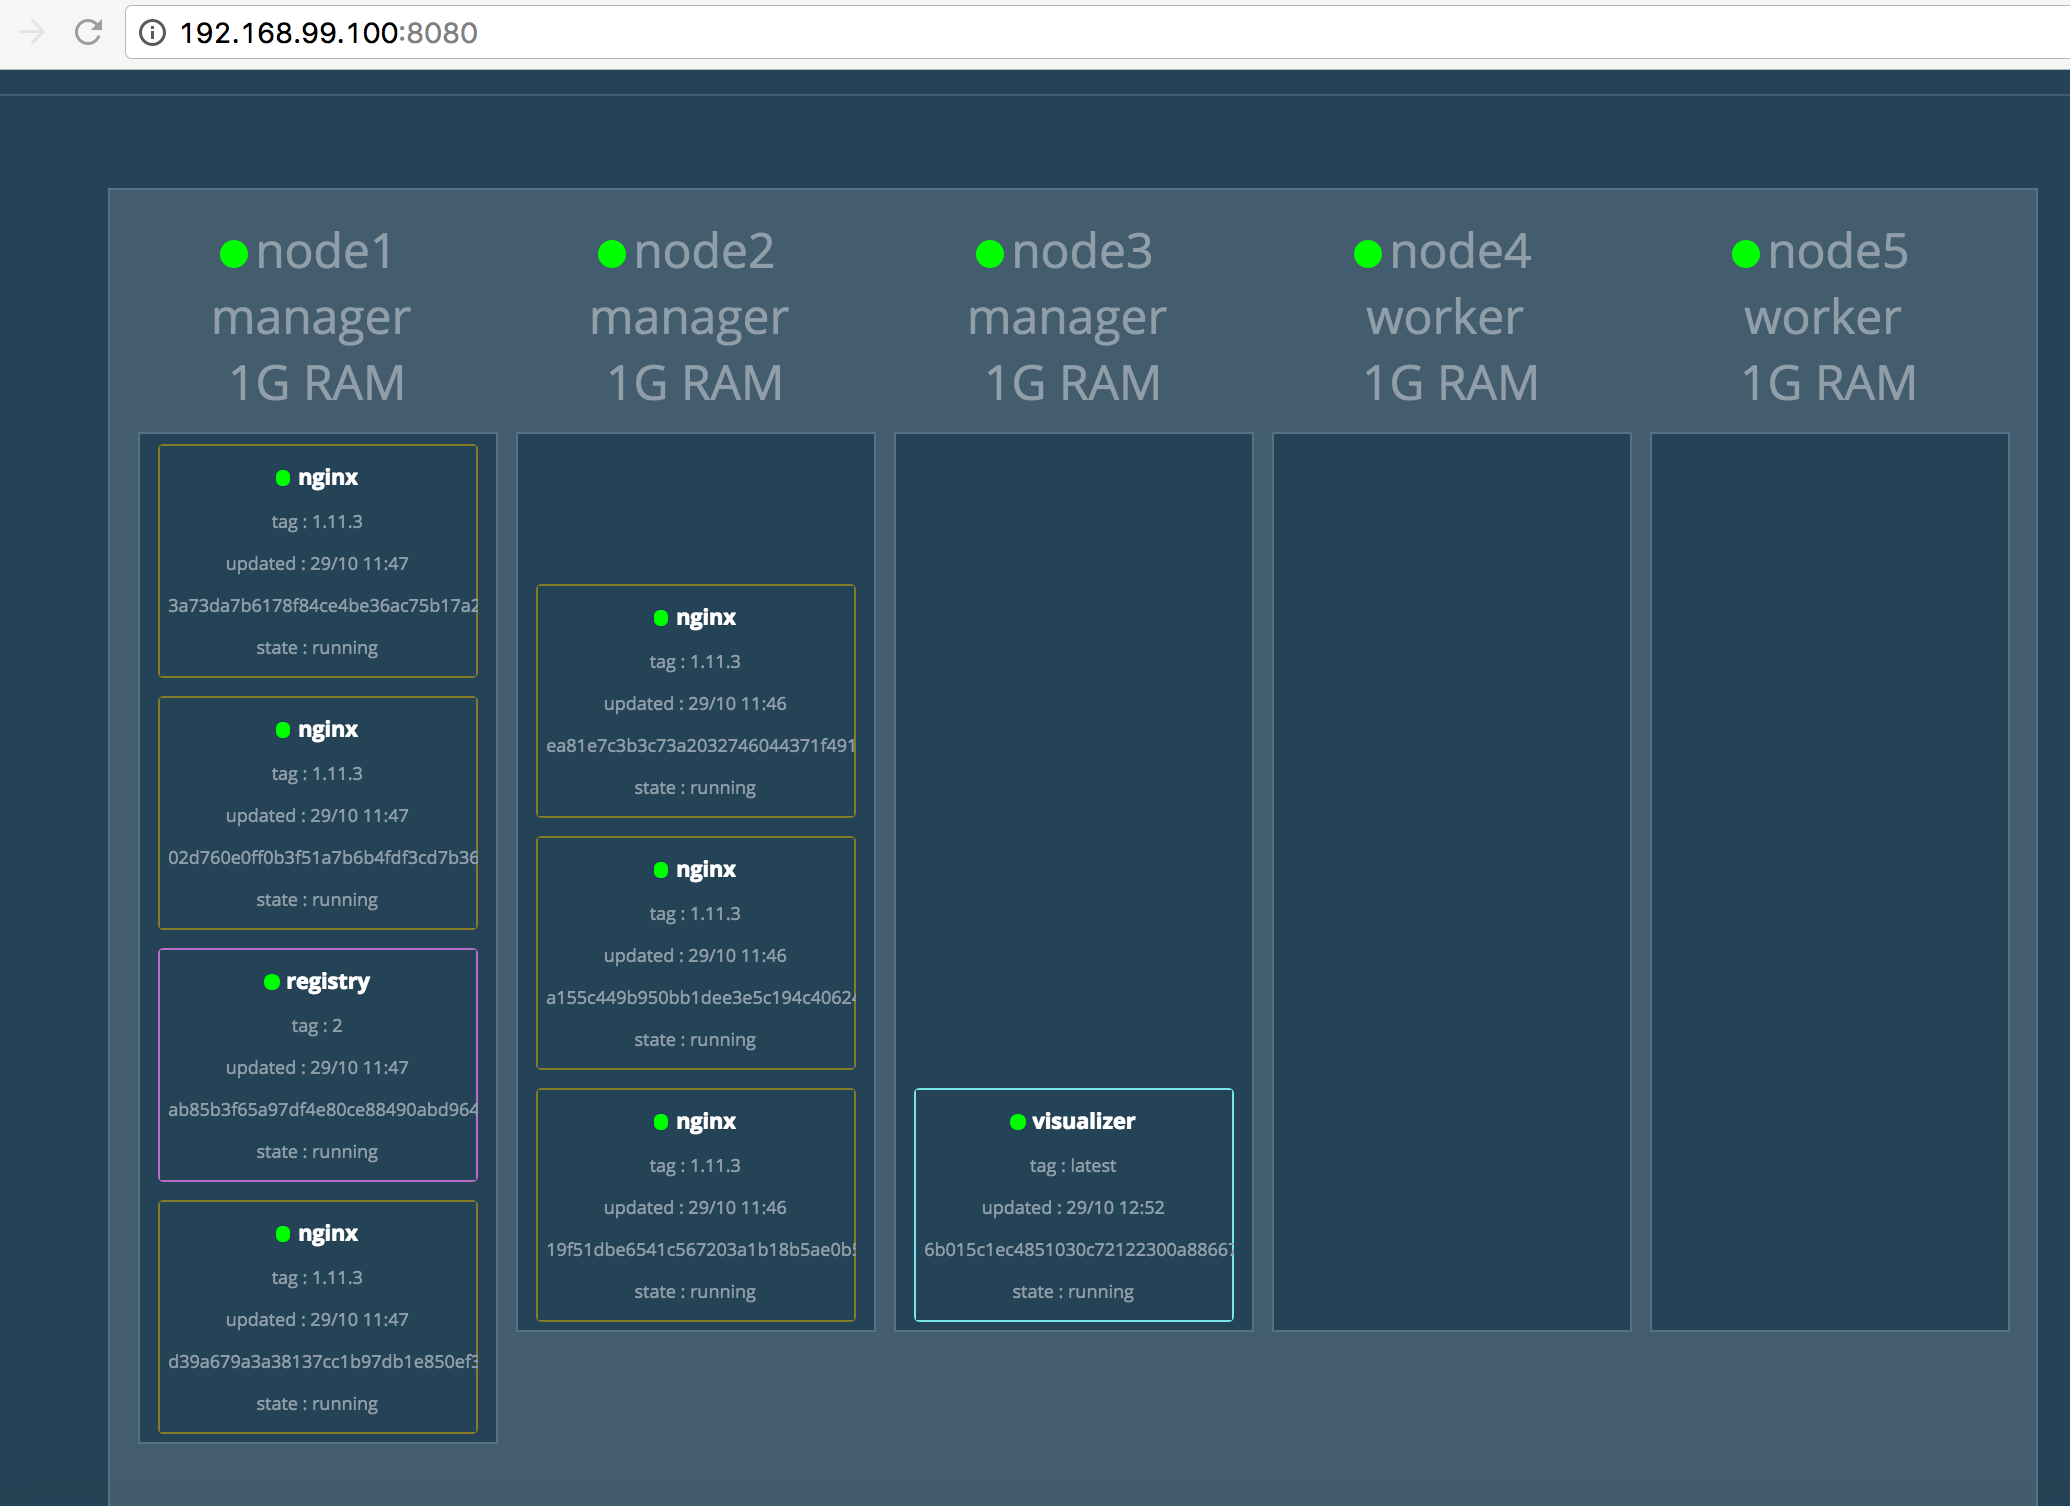 192.168.99.100:8080
node1
manager
1G RAM
nginx
tag : 1.11.3
updated : 29/10 11:47
3a73da7b6178f84ce4be36ac75b17a2
state : running
nginx
tag : 1.11.3
updated : 29/10 11:47
02d760e0ff0b3f51a7b6b4fdf3cd7b36
state : running
registry
tag : 2
updated : 29/10 11:47
ab85b3f65a97df4e80ce88490abd964
state : running
nginx
tag : 1.11.3
updated : 29/10 11:47
d39a679a3a38137cc1b97db1e850ef3
state : running
node2
manager
1G RAM
nginx
tag : 1.11.3
updated : 29/10 11:46
ea81e7c3b3c73a2032746044371f491
state : running
nginx
tag : 1.11.3
updated : 29/10 11:46
a155c449b950bb1dee3e5c194c40624
state : running
nginx
tag : 1.11.3
updated : 29/10 11:46
19f51dbe6541c567203a1b18b5ae0b5
state : running
node3
manager
1G RAM
visualizer
tag : latest
updated : 29/10 12:52
6b015c1ec4851030c72122300a88667
state : running
node4
worker
1G RAM
node5
worker
1G RAM